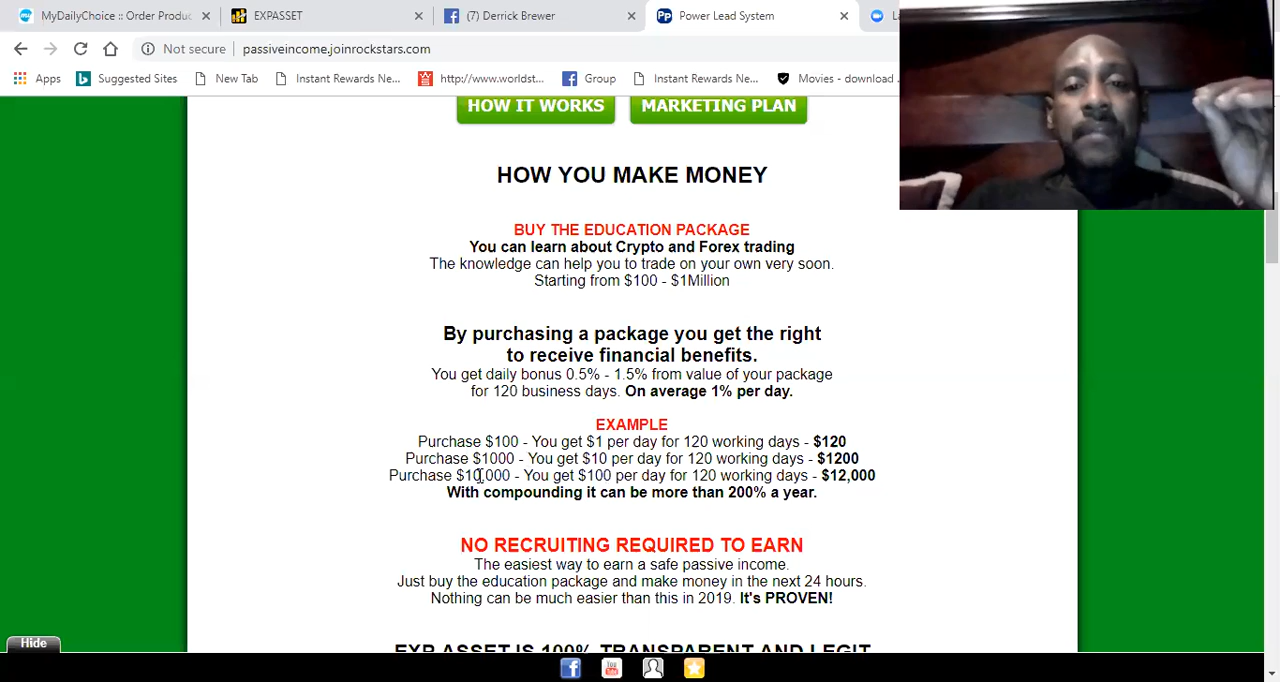 MyDailyChoice :: Order Produc
EXPASSET
(7) Derrick Brewer
Power Lead System
Not secure
passiveincome.joinrockstars.com
Apps
Suggested Sites
New Tab
Instant Rewards Ne...
http://www.worldst...
Group
Instant Rewards Ne...
Movies - download
HOW IT WORKS
MARKETING PLAN
HOW YOU MAKE MONEY
BUY THE EDUCATION PACKAGE
You can learn about Crypto and Forex trading
The knowledge can help you to trade on your own very soon.
Starting from $100 - $1Million
By purchasing a package you get the right
to receive financial benefits.
You get daily bonus 0.5% - 1.5% from value of your package
for 120 business days. On average 1% per day.
EXAMPLE
Purchase $100 - You get $1 per day for 120 working days - $120
Purchase $1000 - You get $10 per day for 120 working days - $1200
Purchase $10,000 - You get $100 per day for 120 working days - $12,000
With compounding it can be more than 200% a year.
NO RECRUITING REQUIRED TO EARN
The easiest way to earn a safe passive income.
Just buy the education package and make money in the next 24 hours.
Nothing can be much easier than this in 2019. It's PROVEN!
EXP ASSET IS 100% TRANSPARENT AND LEGIT
Hide